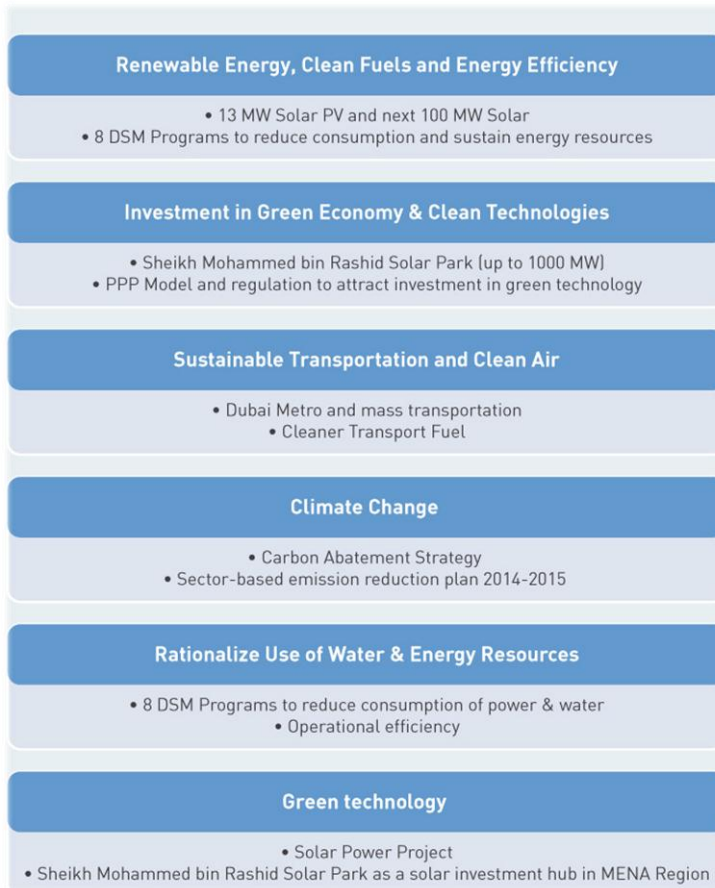 Renewable Energy, Clean Fuels and Energy Efficiency
• 13 MW Solar PV and next 100 MW Solar
• 8 DSM Programs to reduce consumption and sustain energy resources
Investment in Green Economy & Clean Technologies
• Sheikh Mohammed bin Rashid Solar Park (up to 1000 MW)
• PPP Model and regulation to attract investment in green technology
Sustainable Transportation and Clean Air
• Dubai Metro and mass transportation
• Cleaner Transport Fuel
Climate Change
• Carbon Abatement Strategy
• Sector-based emission reduction plan 2014-2015
Rationalize Use of Water & Energy Resources
• 8 DSM Programs to reduce consumption of power & water
• Operational efficiency
Green technology
• Solar Power Project
• Sheikh Mohammed bin Rashid Solar Park as a solar investment hub in MENA Region